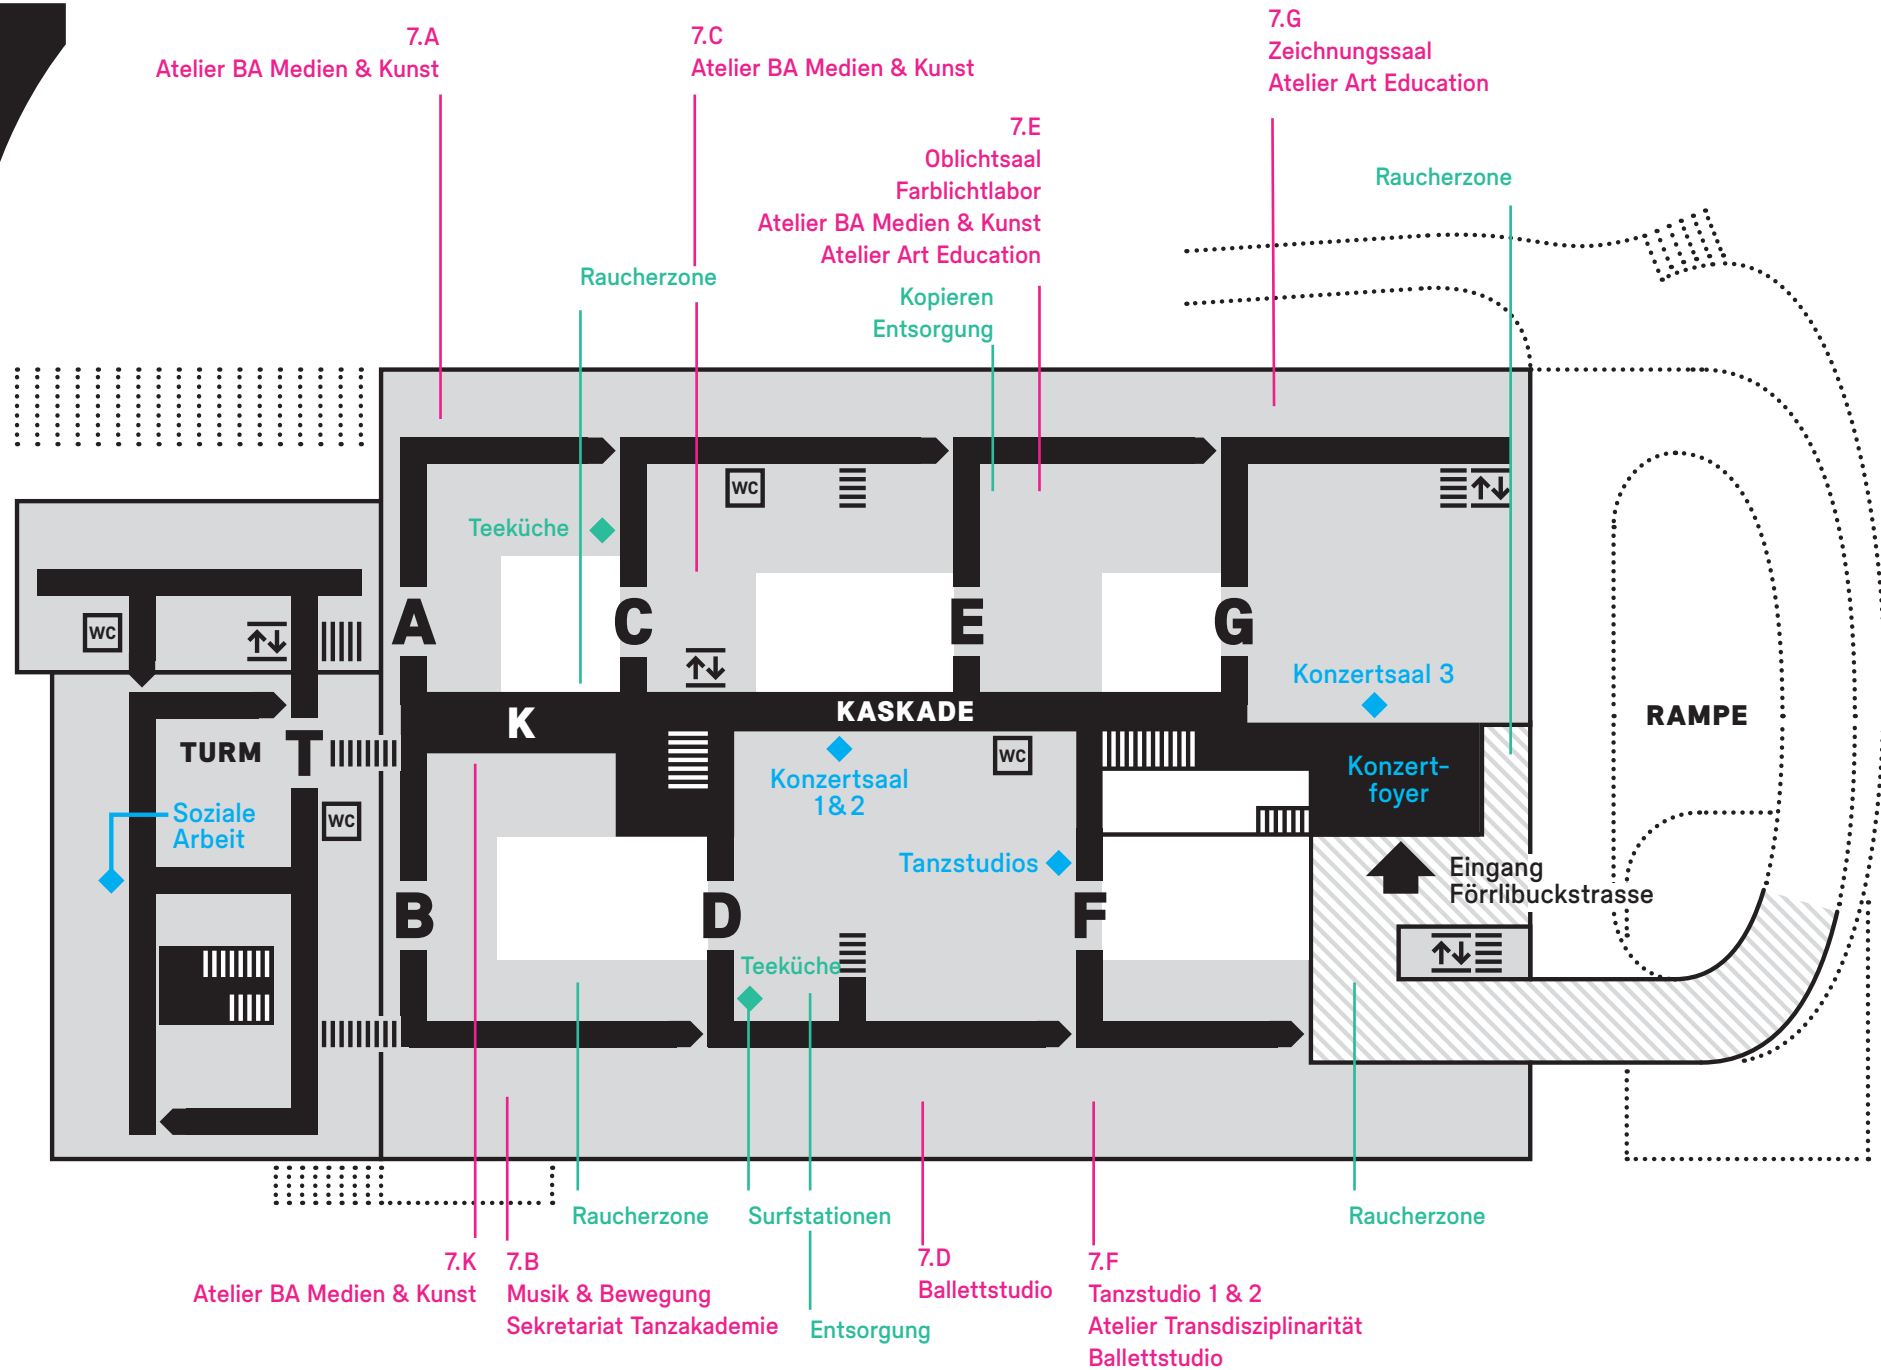 7.A
Atelier BA Medien & Kunst
7.C
Atelier BA Medien & Kunst
7.G
Zeichnungssaal
Atelier Art Education
7.E
Oblichtsaal
Farblichtlabor
Atelier BA Medien & Kunst
Atelier Art Education
Raucherzone
Raucherzone
Kopieren
Entsorgung
WC
Teeküche
A
C
E
G
WC
Konzertsaal 3
K
KASKADE
RAMPE
TURM
T
WC
Konzertsaal
1&2
Konzert-
foyer
Soziale
Arbeit
WC
Tanzstudios
Eingang
Förrlibuckstrasse
B
D
F
Teeküche
Raucherzone
Surfstationen
Raucherzone
7.K
Atelier BA Medien & Kunst
7.B
Musik & Bewegung
Sekretariat Tanzakademie
Entsorgung
7.D
Ballettstudio
7.F
Tanzstudio 1 & 2
Atelier Transdisziplinarität
Ballettstudio